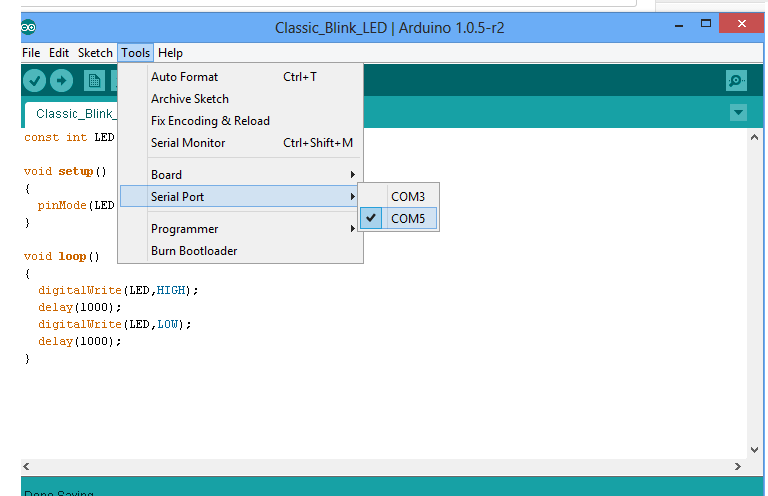 Classic_Blink_LED | Arduino 1.0.5-r2
File Edit Sketch Tools Help
Auto Format Ctrl+T
Archive Sketch
Fix Encoding & Reload
Serial Monitor Ctrl+Shift+M
Board
Serial Port
COM3
COM5
Programmer
Burn Bootloader
Classic_Blink_
const int LED
void setup()
{
pinMode(LED
}
void loop()
{
digitalWrite(LED,HIGH);
delay(1000);
digitalWrite(LED,LOW);
delay(1000);
}
Done Saving